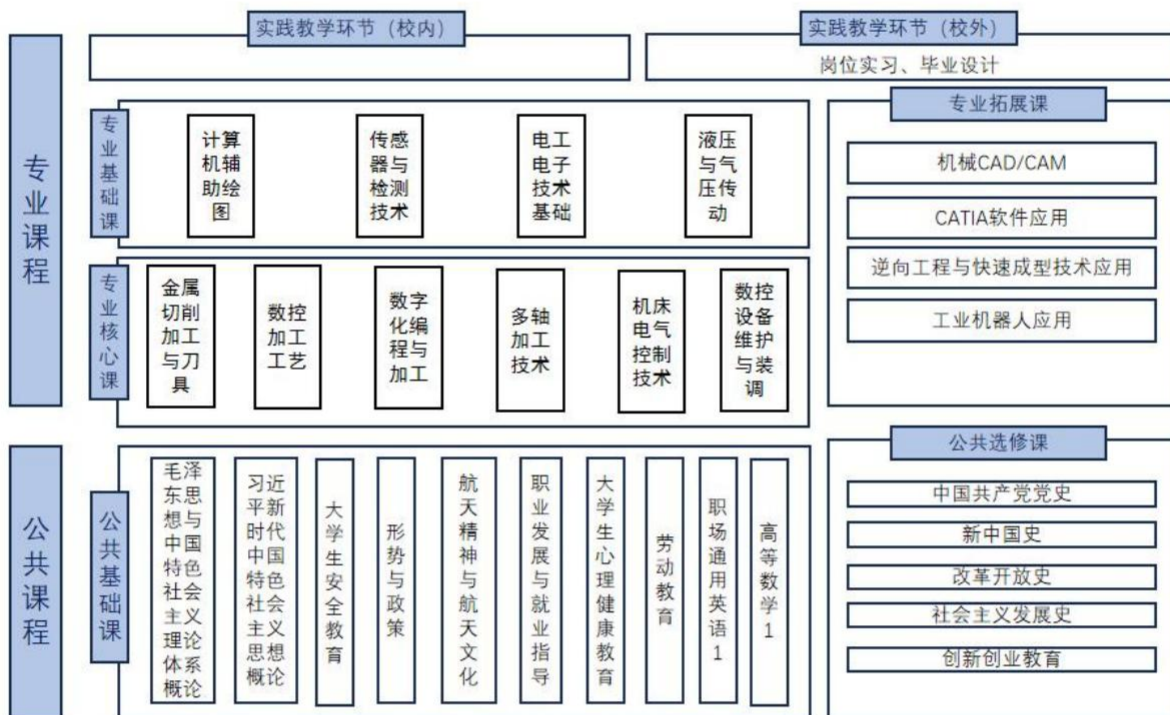 实践教学环节（校内）
实践教学环节（校外）
岗位实习、毕业设计
专业课程
专业基础课
计算
机辅
助绘
图
传感
器与
检测
技术
电工
电子
技术
基础
液压
与气
压传
动
专业拓展课
机械CAD/CAM
CATIA软件应用
逆向工程与快速成型技术应用
工业机器人应用
专业核心课
金属
切削
加工
与刀
具
数控
加工
工艺
数字
化编
程与
加工
多轴
加工
技术
机床
电气
控制
技术
数控
设备
维护
与装
调
公共课程
公共基础课
毛泽
东思
想与
中国
特色
社会
主义
理论
体系
概论
习近
平新
时代
中国
特色
社会
主义
思想
概论
大学生安全教育
形势与政策
航天精神与航天文化
职业发展与就业指导
大学生心理健康教育
劳动教育
职场通用英语1
高等数学1
公共选修课
中国共产党党史
新中国史
改革开放史
社会主义发展史
创新创业教育